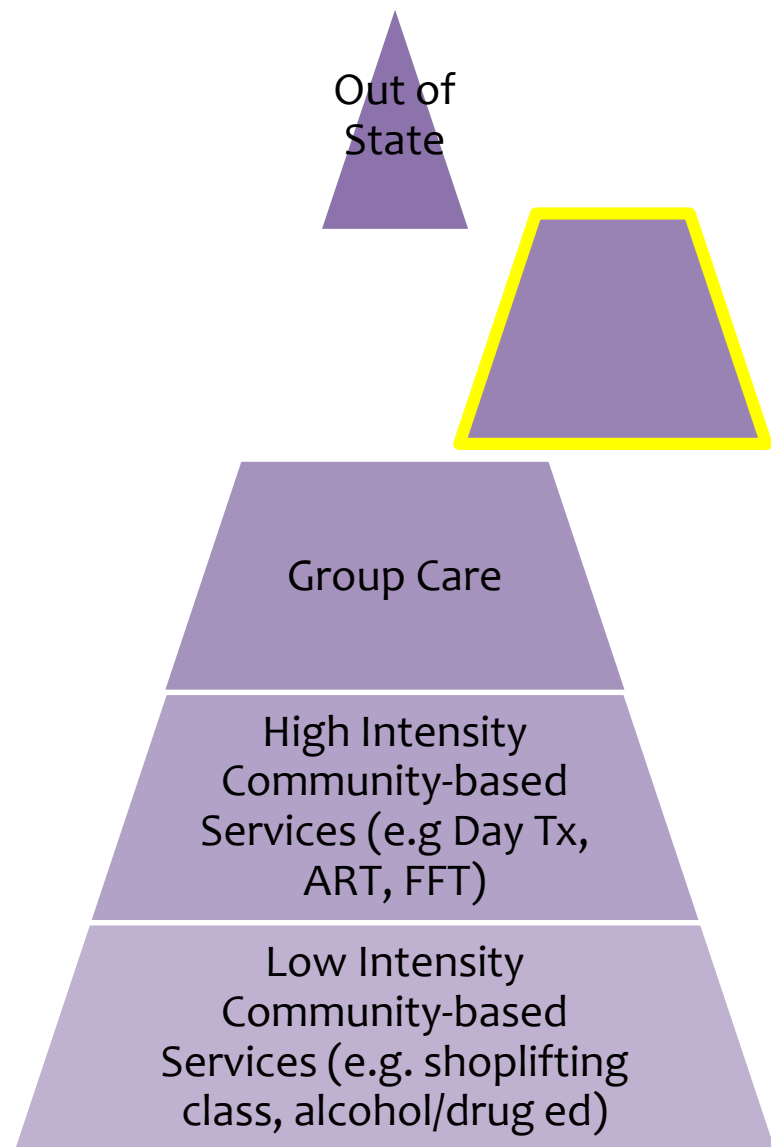 Out of
State
Group Care
High Intensity
Community-based
Services (e.g Day Tx,
ART, FFT)
Low Intensity
Community-based
Services (e.g. shoplifting
class, alcohol/drug ed)